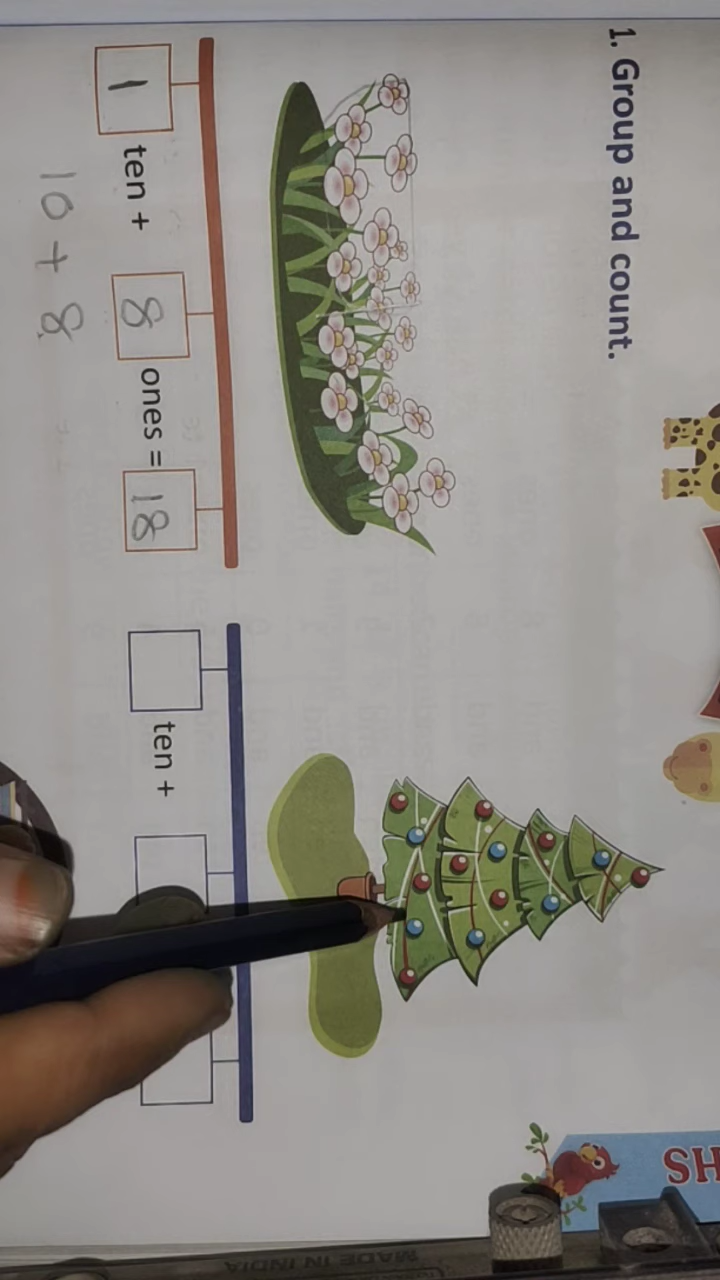 1. Group and count.
1 ten + 8 ones = 18
10 + 8
ten +
SH
MADE IN INDIA